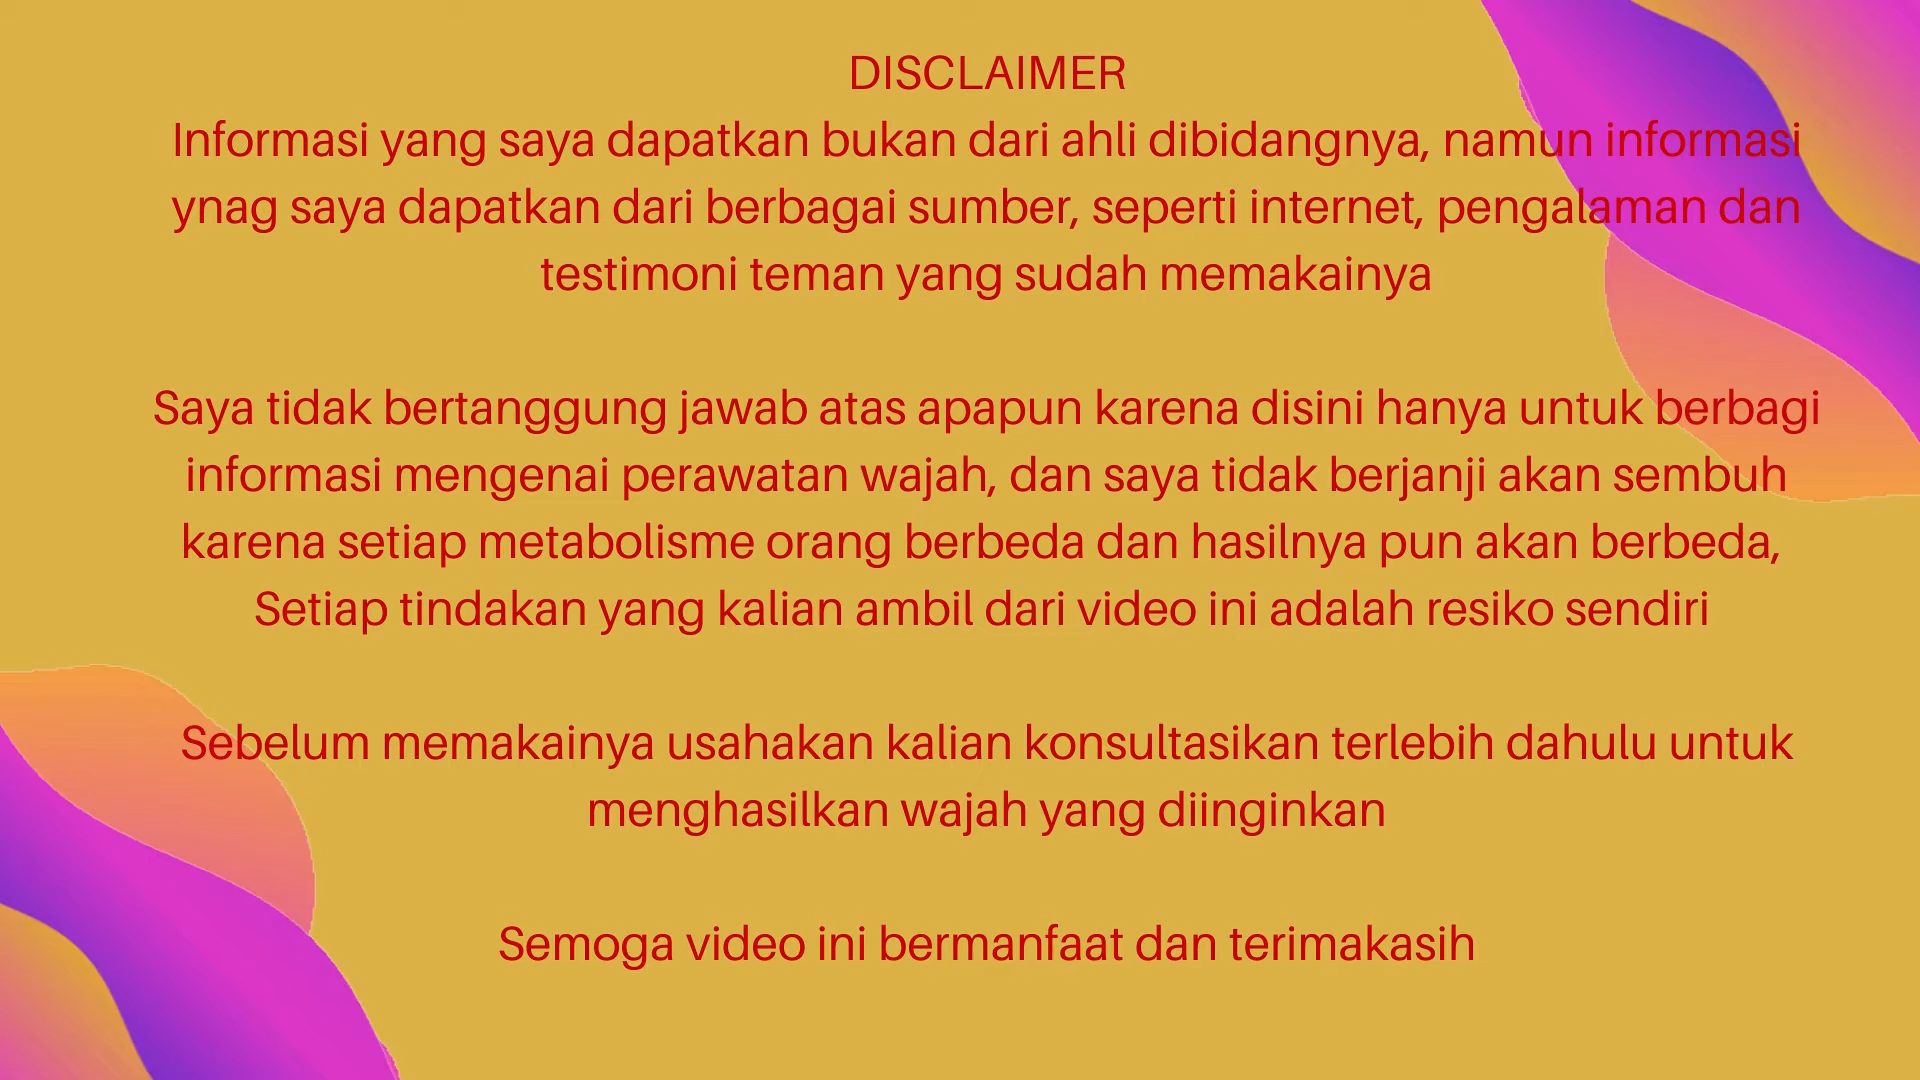 DISCLAIMER
Informasi yang saya dapatkan bukan dari ahli dibidangnya, namun informasi
ynag saya dapatkan dari berbagai sumber, seperti internet, pengalaman dan
testimoni teman yang sudah memakainya
Saya tidak bertanggung jawab atas apapun karena disini hanya untuk berbagi
informasi mengenai perawatan wajah, dan saya tidak berjanji akan sembuh
karena setiap metabolisme orang berbeda dan hasilnya pun akan berbeda,
Setiap tindakan yang kalian ambil dari video ini adalah resiko sendiri
Sebelum memakainya usahakan kalian konsultasikan terlebih dahulu untuk
menghasilkan wajah yang diinginkan
Semoga video ini bermanfaat dan terimakasih